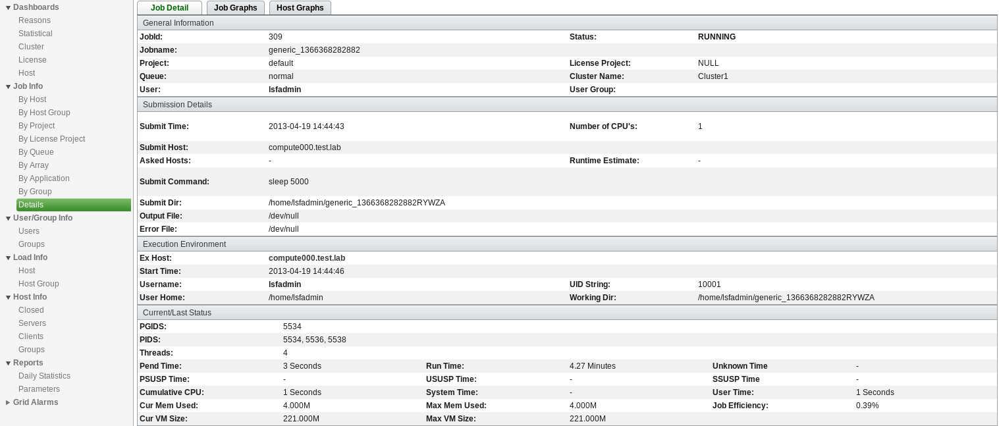 Dashboards
Reasons
Statistical
Cluster
License
Host
Job Info
By Host
By Host Group
By Project
By License Project
By Queue
By Array
By Application
By Group
Details
User/Group Info
Users
Groups
Load Info
Host
Host Group
Host Info
Closed
Servers
Clients
Groups
Reports
Daily Statistics
Parameters
Grid Alarms
Job Detail Job Graphs Host Graphs
General Information
JobId: 309 Status: RUNNING
Jobname: generic_1366368282882
Project: default License Project: NULL
Queue: normal Cluster Name: Cluster1
User: lsfadmin User Group:
Submission Details
Submit Time: 2013-04-19 14:44:43 Number of CPU's: 1
Submit Host: compute000.test.lab
Asked Hosts: - Runtime Estimate: -
Submit Command: sleep 5000
Submit Dir: /home/lsfadmin/generic_1366368282882RYWZA
Output File: /dev/null
Error File: /dev/null
Execution Environment
Ex Host: compute000.test.lab
Start Time: 2013-04-19 14:44:46
Username: lsfadmin UID String: 10001
User Home: /home/lsfadmin Working Dir: /home/lsfadmin/generic_1366368282882RYWZA
Current/Last Status
PGIDS: 5534
PIDS: 5534, 5536, 5538
Threads: 4
Pend Time: 3 Seconds Run Time: 4.27 Minutes Unknown Time -
PSUSP Time: - USUSP Time: - SSUSP Time -
Cumulative CPU: 1 Seconds System Time: - User Time: 1 Seconds
Cur Mem Used: 4.000M Max Mem Used: 4.000M Job Efficiency: 0.39%
Cur VM Size: 221.000M Max VM Size: 221.000M